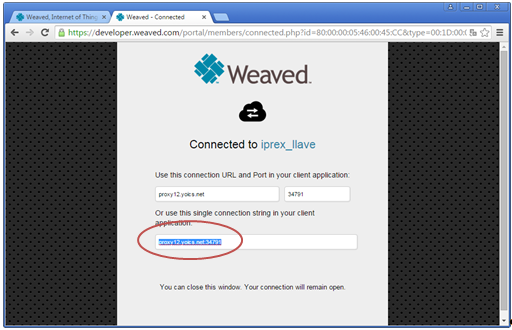 Weaved, Internet of Thing
Weaved - Connected
https://developer.weaved.com/portal/members/connected.php?id=80:00:00:05:46:00:45:CC&type=00:1D:00:0
Weaved
Connected to iprex_llave
Use this connection URL and Port in your client application:
proxy12.yoics.net 34791
Or use this single connection string in your client
application:
proxy12.yoics.net:34791
You can close this window. Your connection will remain open.